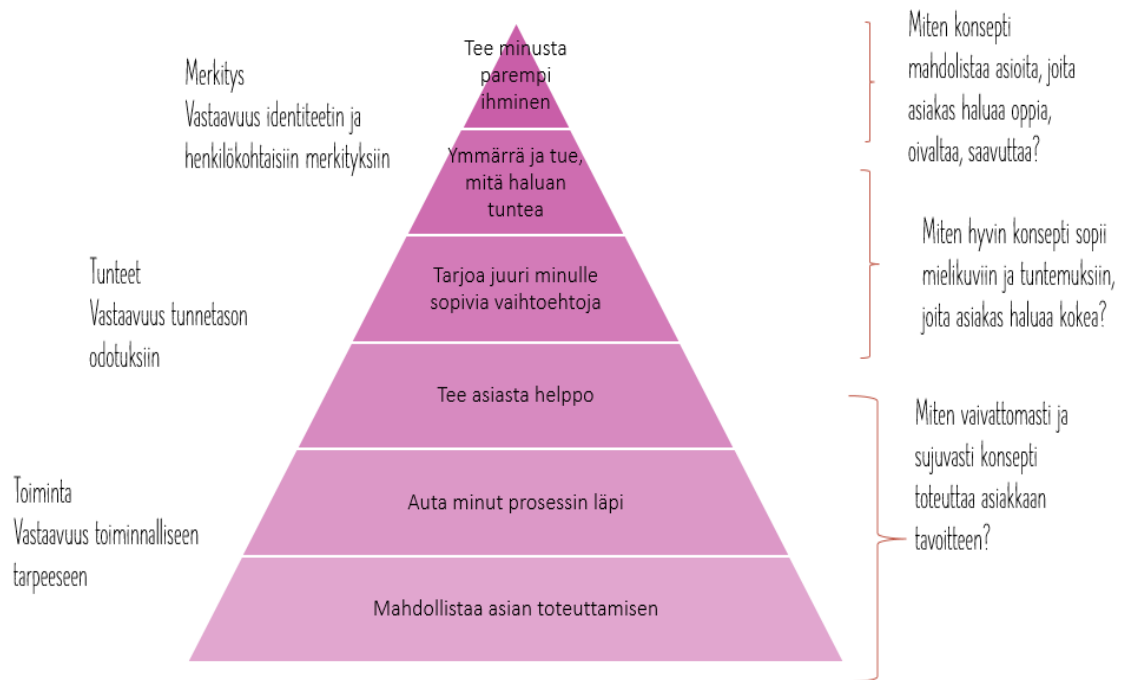 Tee minusta
parempi
ihminen
Ymmärrä ja tue,
mitä haluan
tuntea
Tarjoa juuri minulle
sopivia vaihtoehtoja
Tee asiasta helppo
Auta minut prosessin läpi
Mahdollistaa asian toteuttamisen
Merkitys
Vastaavuus identiteetin ja
henkilökohtaisiin merkityksiin
Tunteet
Vastaavuus tunnetason
odotuksiin
Toiminta
Vastaavuus toiminnalliseen
tarpeeseen
Miten konsepti
mahdolistaa asioita, joita
asiakas haluaa oppia,
oivaltaa, saavuttaa?
Miten hyvin konsepti sopii
mielikuviin ja tuntemuksiin,
joita asiakas haluaa kokea?
Miten vaivattomasti ja
sujuvasti konsepti
toteuttaa asiakkaan
tavoitteen?